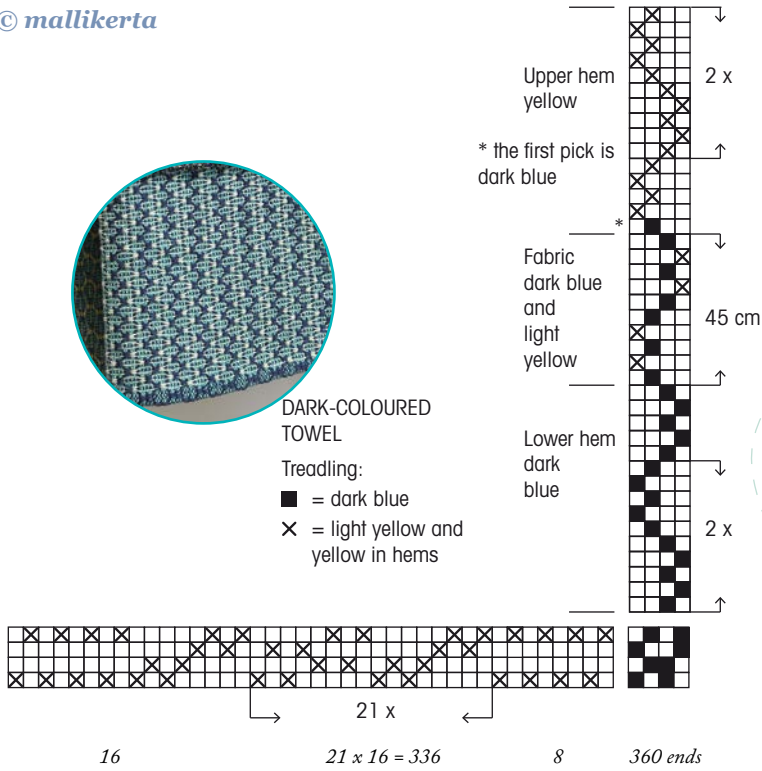 © mallikerta
Upper hem
yellow
2 x
* the first pick is
dark blue
*
Fabric
dark blue
and
light
yellow
45 cm
DARK-COLOURED
TOWEL
Treadling:
■ = dark blue
× = light yellow and
yellow in hems
Lower hem
dark
blue
2 x
21 x
16
21 x 16 = 336
8
360 ends